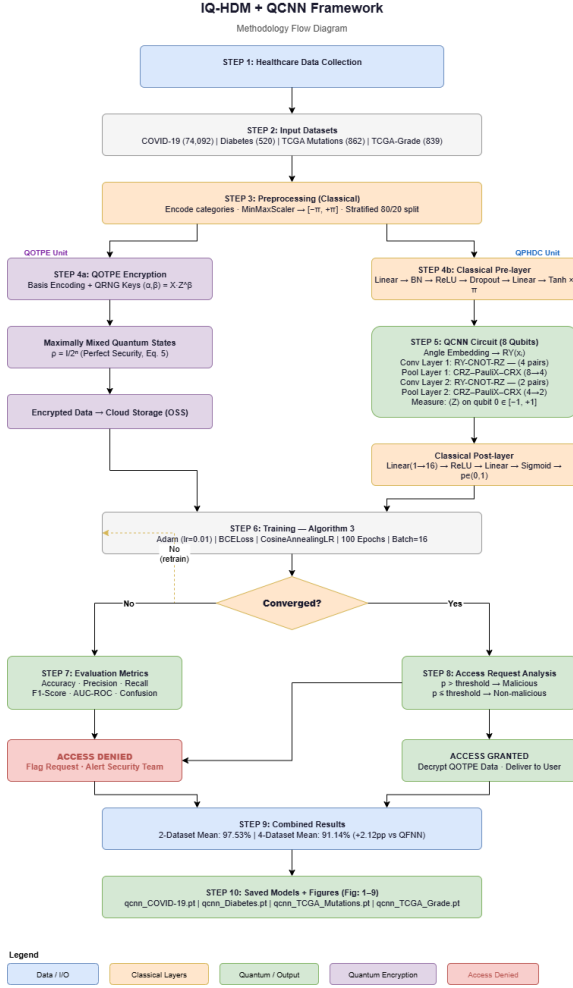 IQ-HDM + QCNN Framework
Methodology Flow Diagram
STEP 1: Healthcare Data Collection
STEP 2: Input Datasets
COVID-19 (74,092) | Diabetes (520) | TCGA Mutations (862) | TCGA-Grade (839)
STEP 3: Preprocessing (Classical)
Encode categories · MinMaxScaler → [−π, +π] · Stratified 80/20 split
QOTPE Unit
QPHDC Unit
STEP 4a: QOTPE Encryption
Basis Encoding + QRNG Keys (α,β) = X·Z^β
STEP 4b: Classical Pre-layer
Linear → BN → ReLU → Dropout → Linear → Tanh ×
π
Maximally Mixed Quantum States
ρ = I/2ⁿ (Perfect Security, Eq. 5)
STEP 5: QCNN Circuit (8 Qubits)
Angle Embedding → RY(xᵢ)
Conv Layer 1: RY-CNOT-RZ — (4 pairs)
Pool Layer 1: CRZ–PauliX–CRX (8→4)
Conv Layer 2: RY-CNOT-RZ — (2 pairs)
Pool Layer 2: CRZ–PauliX–CRX (4→2)
Measure: ⟨Z⟩ on qubit 0 ∈ [−1, +1]
Encrypted Data → Cloud Storage (OSS)
Classical Post-layer
Linear(1→16) → ReLU → Linear → Sigmoid →
pe(0,1)
STEP 6: Training — Algorithm 3
Adam (lr=0.01) | BCELoss | CosineAnnealingLR | 100 Epochs | Batch=16
No
(retrain)
Converged?
No
Yes
STEP 7: Evaluation Metrics
Accuracy · Precision · Recall
F1-Score · AUC-ROC · Confusion
STEP 8: Access Request Analysis
p > threshold → Malicious
p ≤ threshold → Non-malicious
ACCESS DENIED
Flag Request · Alert Security Team
ACCESS GRANTED
Decrypt QOTPE Data · Deliver to User
STEP 9: Combined Results
2-Dataset Mean: 97.53% | 4-Dataset Mean: 91.14% (+2.12pp vs QFNN)
STEP 10: Saved Models + Figures (Fig: 1–9)
qcnn_COVID-19.pt | qcnn_Diabetes.pt | qcnn_TCGA_Mutations.pt | qcnn_TCGA_Grade.pt
Legend
Data / I/O
Classical Layers
Quantum / Output
Quantum Encryption
Access Denied